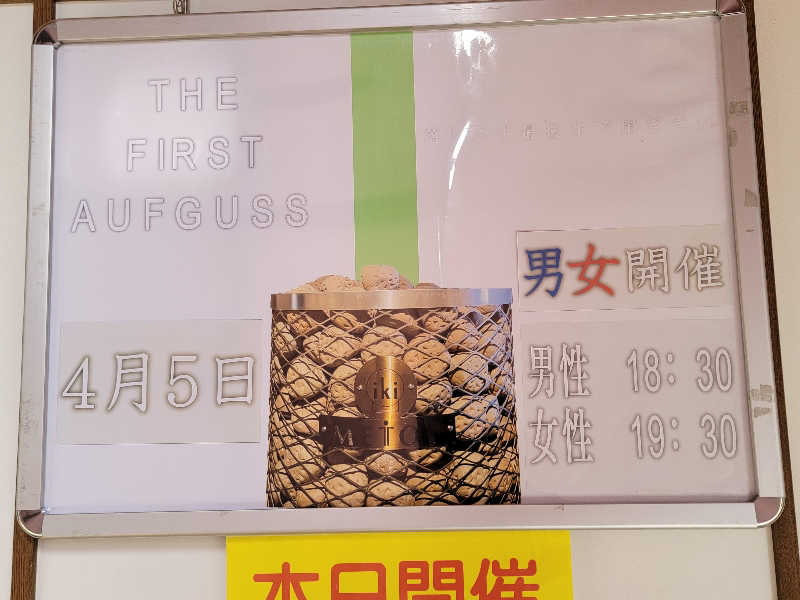 THE
FIRST
AUFGUSS
4月5日
男女開催
男性 18:30
女性 19:30
iki
本日開催